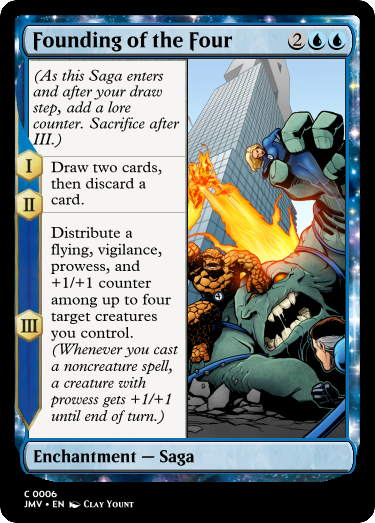 Founding of the Four 2
(As this Saga enters
and after your draw
step, add a lore
counter. Sacrifice after
III.)
I
II
Draw two cards,
then discard a
card.
III
Distribute a
flying, vigilance,
prowess, and
+1/+1 counter
among up to four
target creatures
you control.
(Whenever you cast
a noncreature spell,
a creature with
prowess gets +1/+1
until end of turn.)
4
Enchantment — Saga
C 0006
JMV • EN Clay Yount